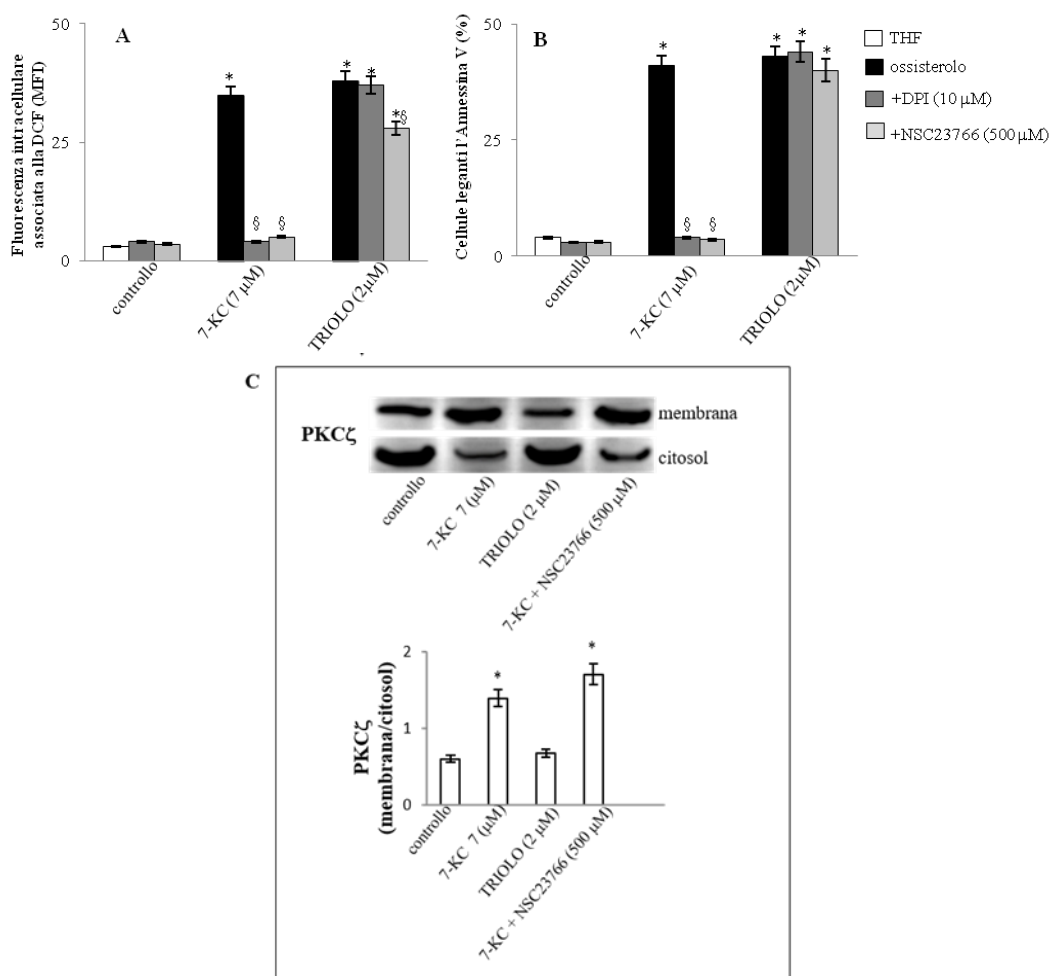 50
A
*
*
*
*§
§
§
25
0
Fluorescenza intracellulare
associata alla DCF (MFI)
controllo
7-KC (7 μM)
TRIOLO (2μM)
50
B
*
*
*
*
§
§
25
0
Cellule leganti l'Annessina V (%)
controllo
7-KC (7 μM)
TRIOLO (2μM)
THF
ossisterolo
+DPI (10 μM)
+NSC23766 (500 μM)
C
PKCζ
membrana
citosol
controllo
7-KC 7 (μM)
TRIOLO (2 μM)
7-KC + NSC23766 (500 μM)
2
*
*
1
0
PKCζ
(membrana/citosol)
controllo
7-KC 7 (μM)
TRIOLO (2 μM)
7-KC + NSC23766 (500 μM)